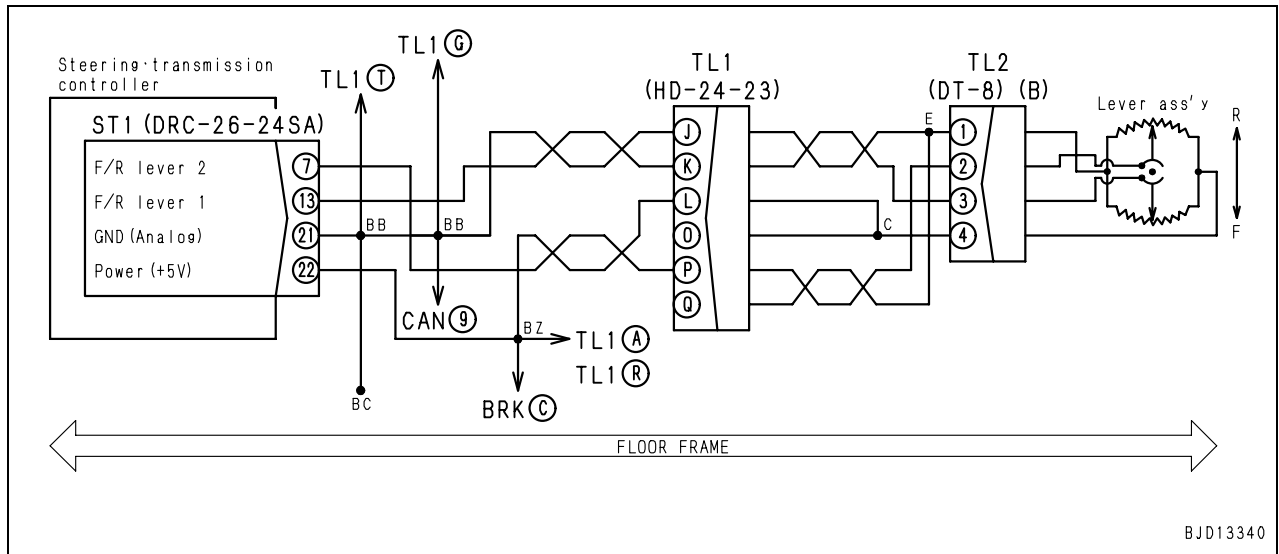 Steering·transmission
controller
ST1 (DRC-26-24SA)
F/R lever 2
7
F/R lever 1
13
GND (Analog)
21
Power (+5V)
22
TL1 T
TL1 G
BB
BB
CAN 9
BZ
TL1 A
TL1 R
BRK C
BC
TL1
(HD-24-23)
J
K
L
O
P
Q
E
C
TL2
(DT-8) (B)
1
2
3
4
Lever ass'y
R
F
FLOOR FRAME
BJD13340